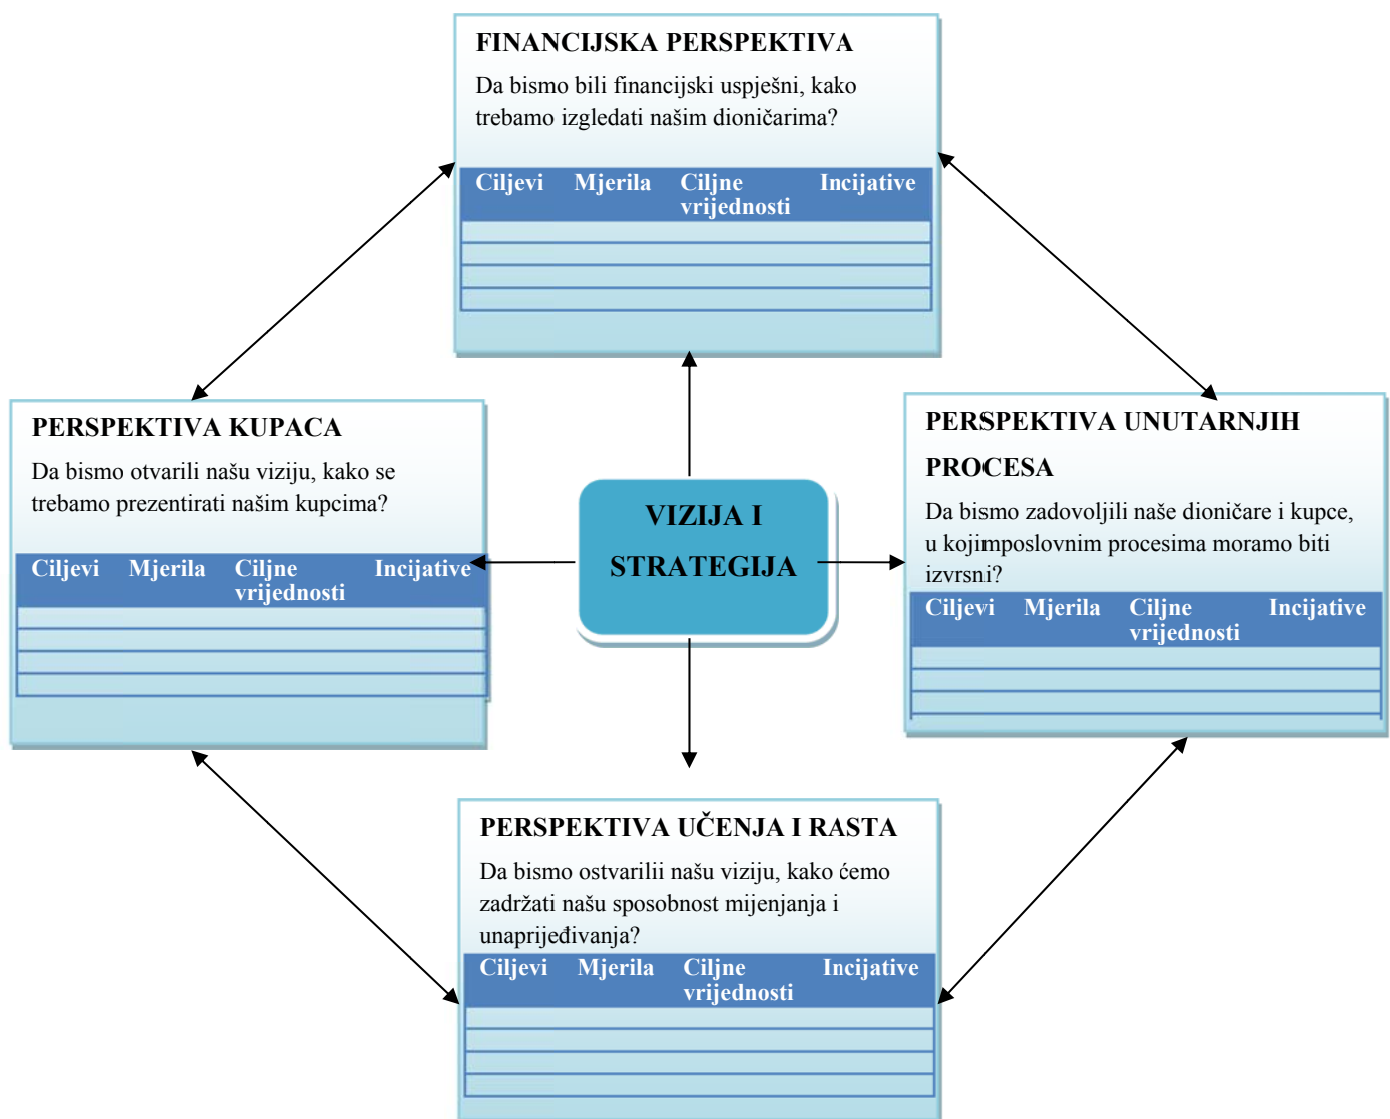 FINANCIJSKA PERSPEKTIVA
Da bismo bili financijski uspješni, kako
trebamo izgledati našim dioničarima?
Ciljevi Mjerila Ciljne Incijative
vrijednosti
PERSPEKTIVA KUPACA
Da bismo otvarili našu viziju, kako se
trebamo prezentirati našim kupcima?
Ciljevi Mjerila Ciljne Incijative
vrijednosti
VIZIJA I
STRATEGIJA
PERSPEKTIVA UNUTARNJIH
PROCESA
Da bismo zadovoljili naše dioničare i kupce,
u kojimposlovnim procesima moramo biti
izvrsni?
Ciljevi Mjerila Ciljne Incijative
vrijednosti
PERSPEKTIVA UČENJA I RASTA
Da bismo ostvarilii našu viziju, kako ćemo
zadržati našu sposobnost mijenjanja i
unaprijeđivanja?
Ciljevi Mjerila Ciljne Incijative
vrijednosti